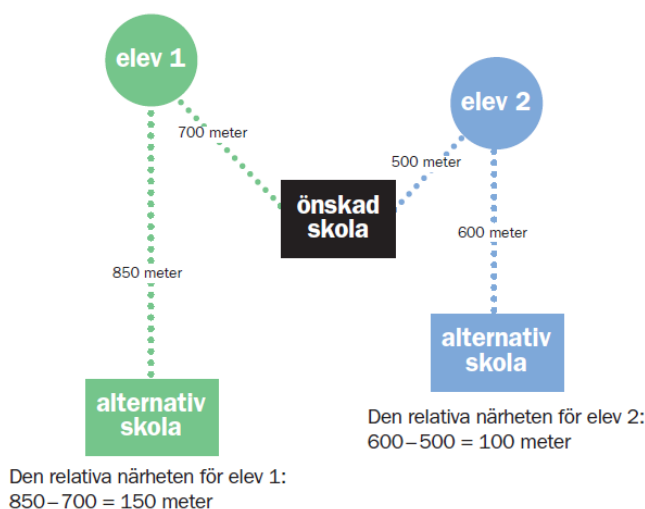 elev 1
700 meter
850 meter
alternativ
skola
Den relativa närheten för elev 1:
850–700 = 150 meter
önskad
skola
elev 2
500 meter
600 meter
alternativ
skola
Den relativa närheten för elev 2:
600–500 = 100 meter